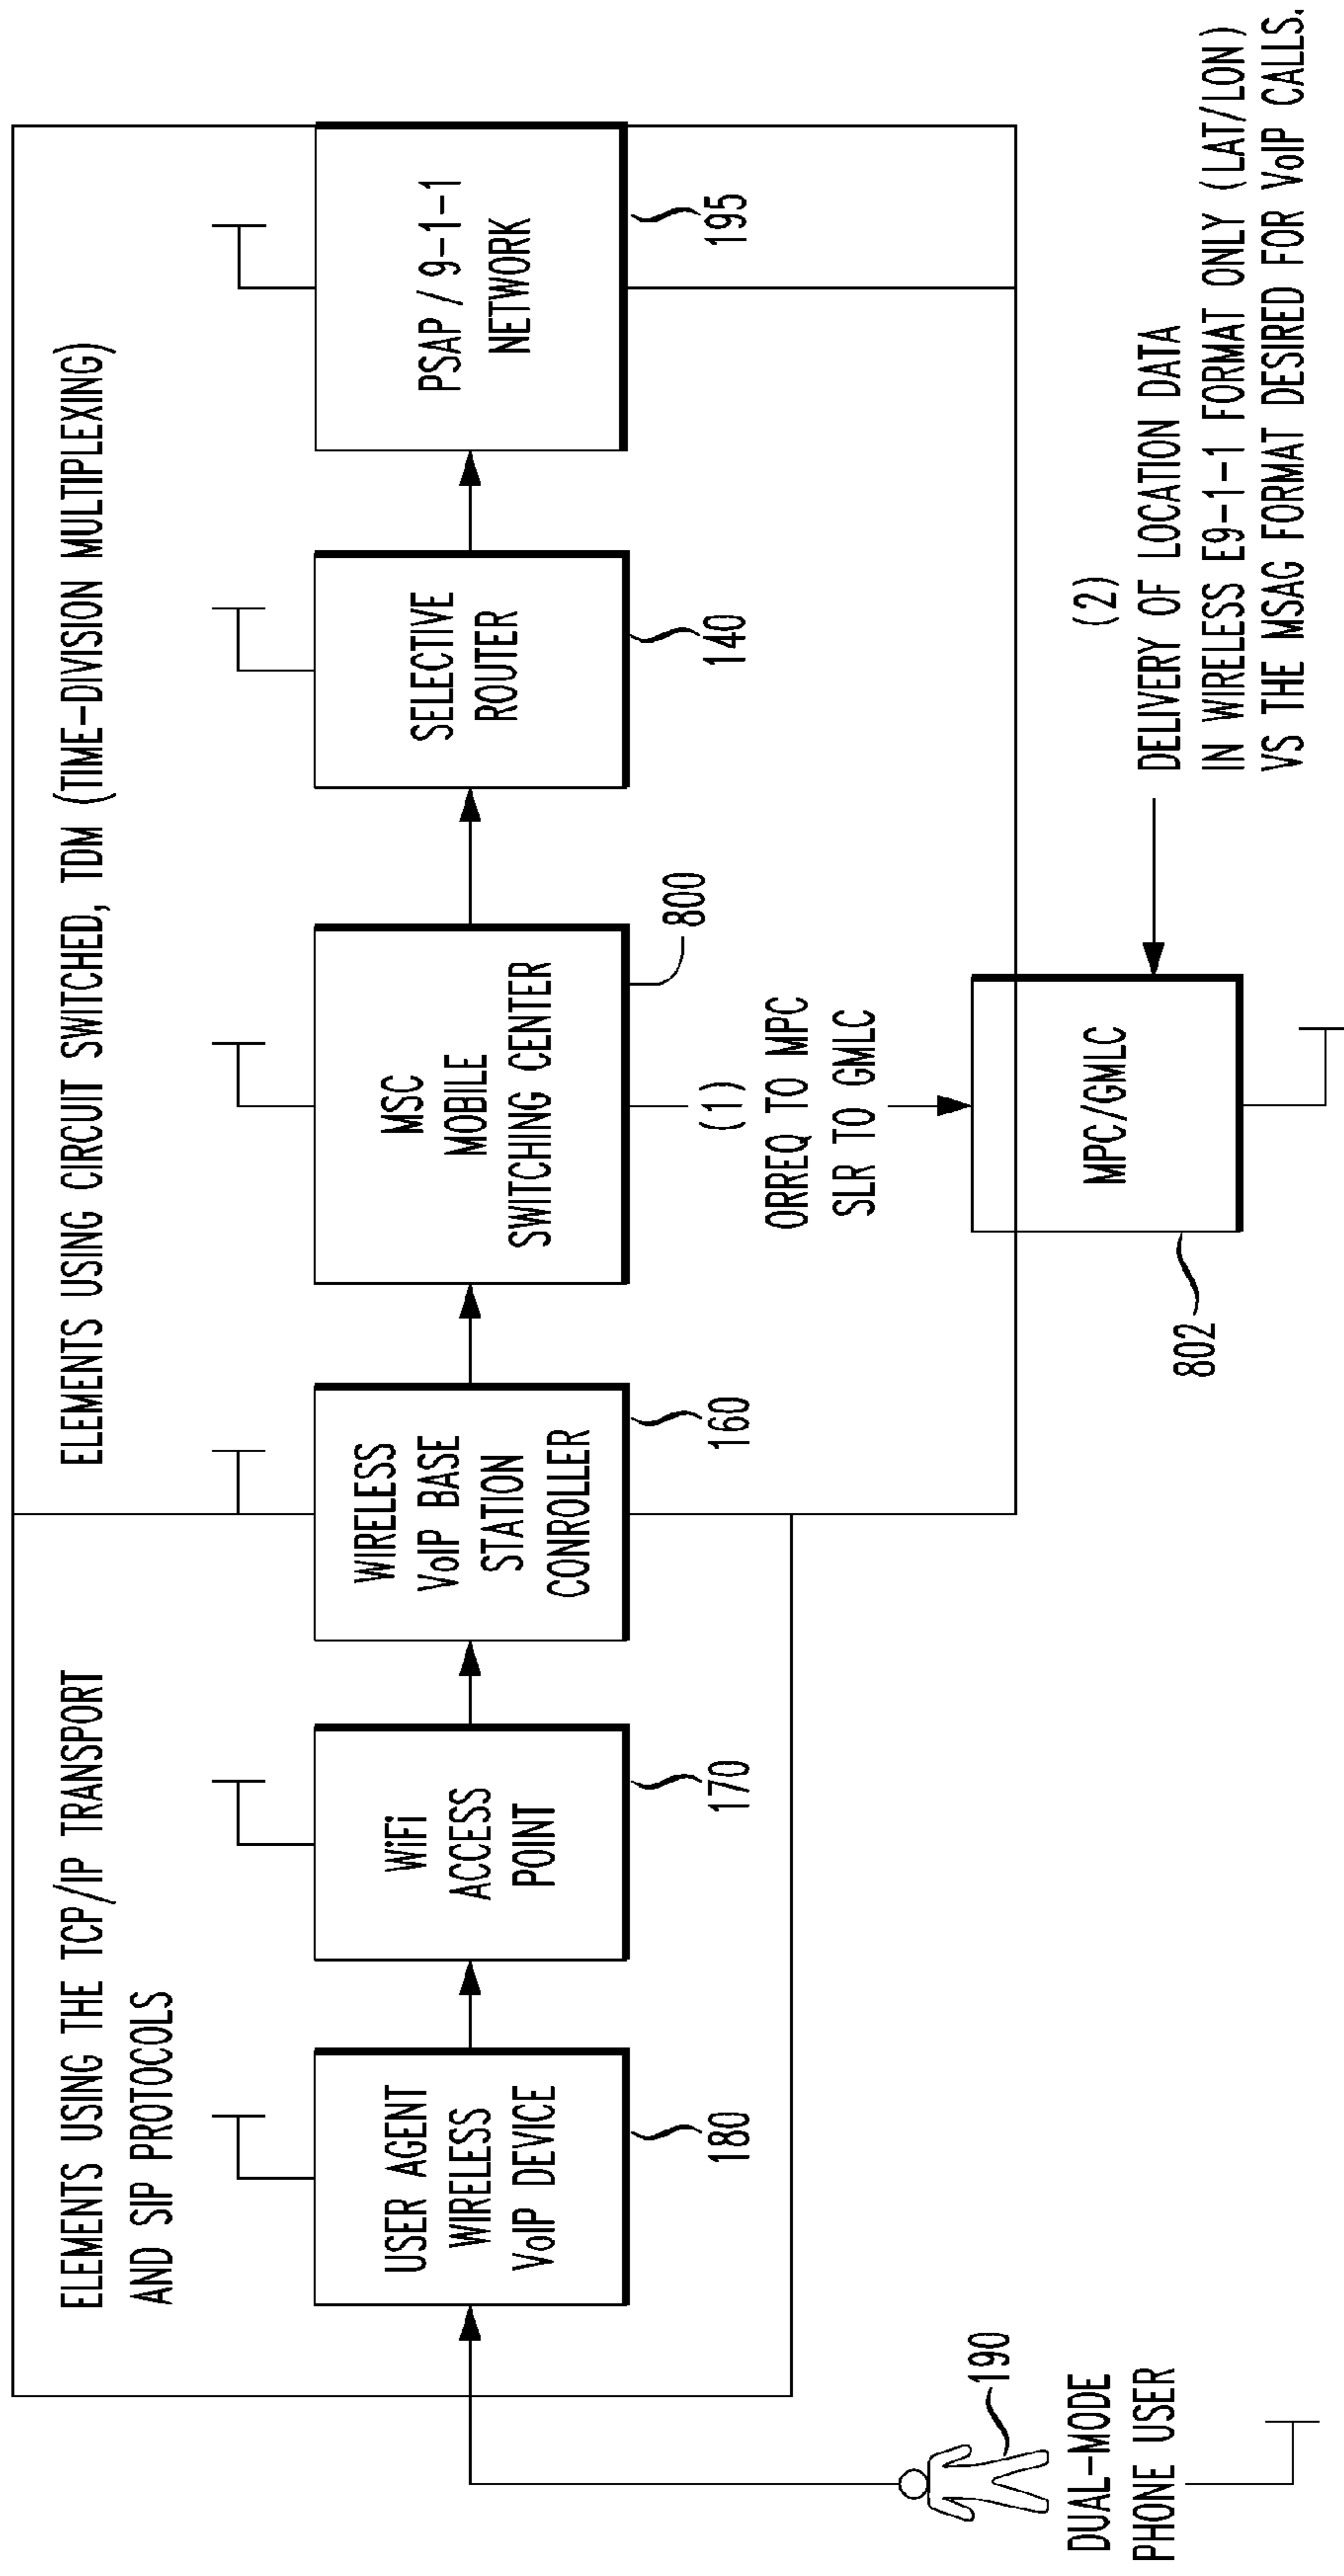 ELEMENTS USING THE TCP/IP TRANSPORT
AND SIP PROTOCOLS
ELEMENTS USING CIRCUIT SWITCHED, TDM (TIME-DIVISION MULTIPLEXING)
USER AGENT
WIRELESS
VoIP DEVICE
180
WiFi
ACCESS
POINT
170
WIRELESS
VoIP BASE
STATION
CONROLLER
160
MSC
MOBILE
SWITCHING CENTER
800
SELECTIVE
ROUTER
140
PSAP / 9-1-1
NETWORK
195
(1)
ORREQ TO MPC
SLR TO GMLC
MPC/GMLC
802
(2)
DELIVERY OF LOCATION DATA
IN WIRELESS E9-1-1 FORMAT ONLY (LAT/LON)
VS THE MSAG FORMAT DESIRED FOR VoIP CALLS.
190
DUAL-MODE
PHONE USER